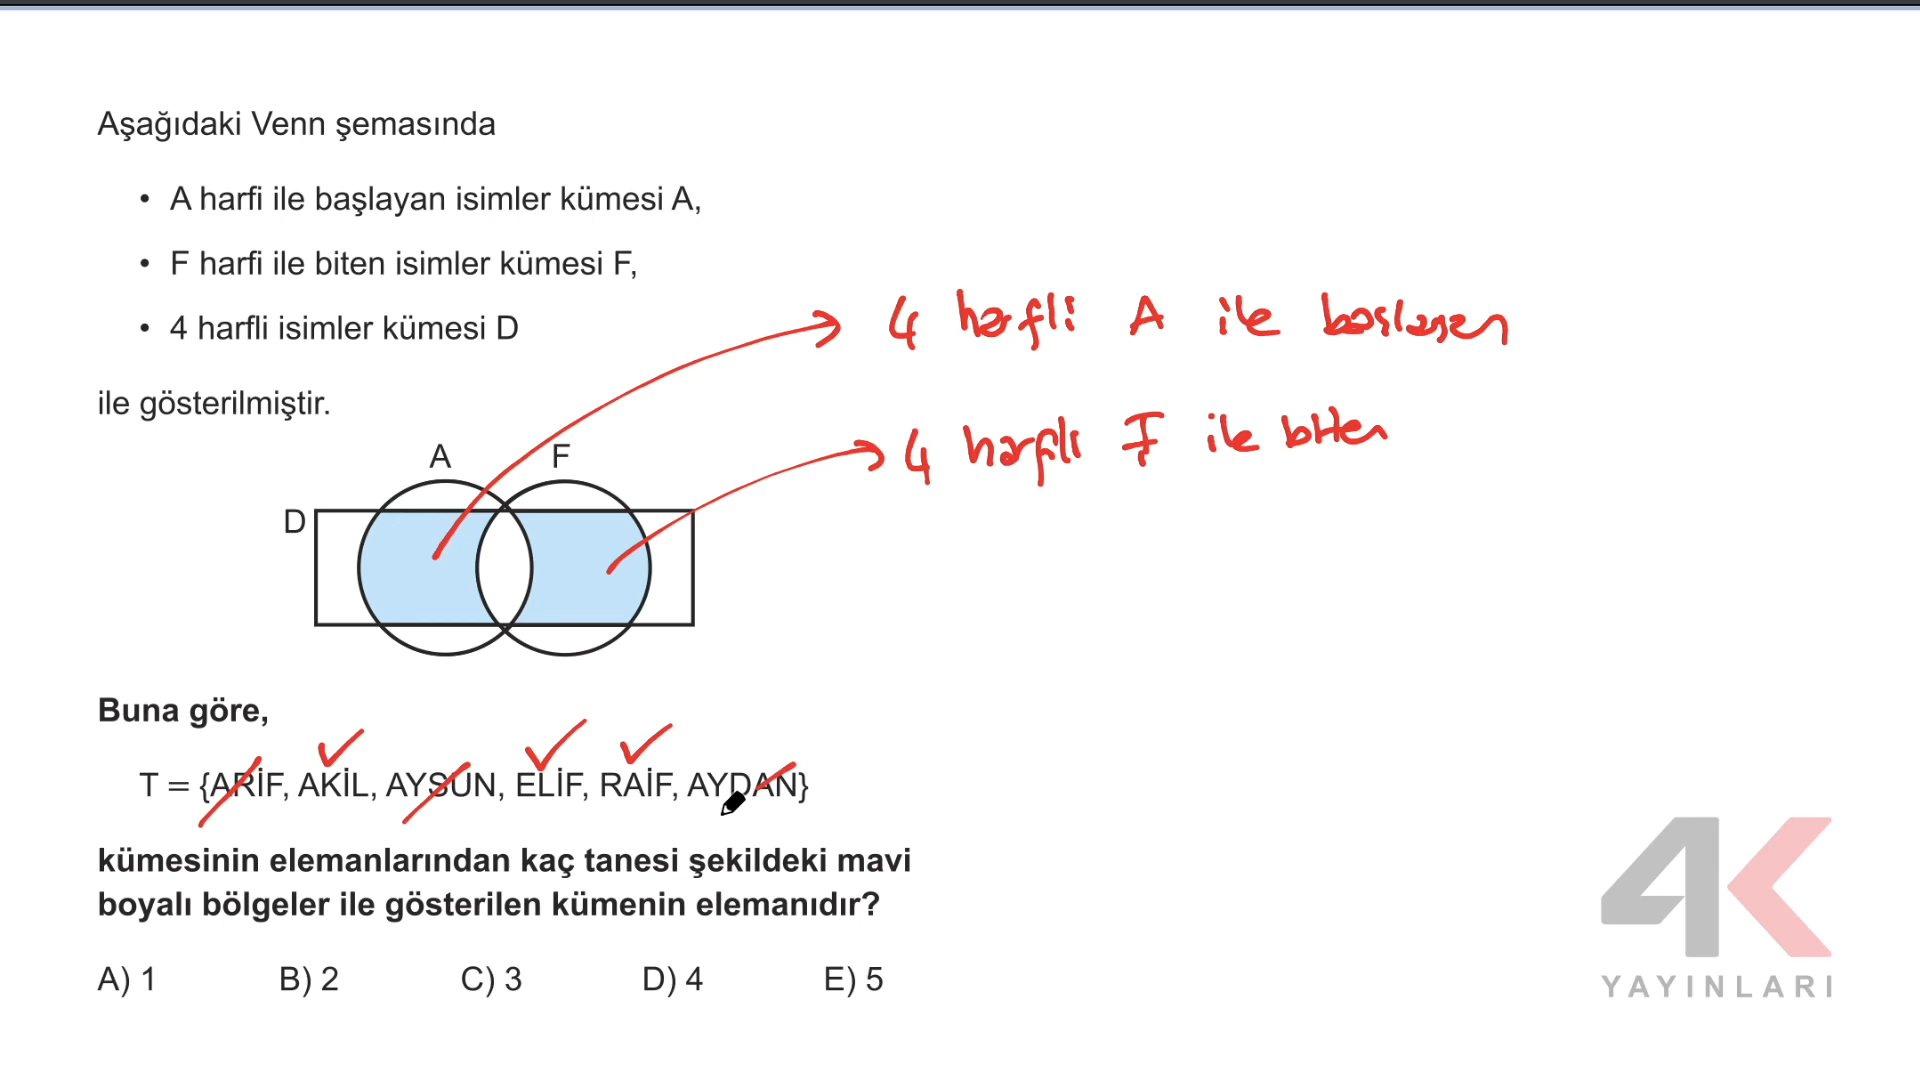 Aşağıdaki Venn şemasında
• A harfi ile başlayan isimler kümesi A,
• F harfi ile biten isimler kümesi F,
• 4 harfli isimler kümesi D
ile gösterilmiştir.
4 harfli A ile başlayan
4 harfli F ile biten
A F
D
Buna göre,
T = {ARİF, AKİL, AYSUN, ELİF, RAİF, AYDAN}
kümesinin elemanlarından kaç tanesi şekildeki mavi
boyalı bölgeler ile gösterilen kümenin elemanıdır?
A) 1 B) 2 C) 3 D) 4 E) 5
4K
YAYINLARI